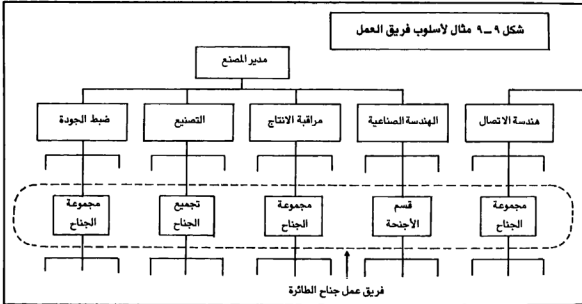 شكل ٩ – ٩ مثال لأسلوب فريق العمل
مدير المصنع
هندسة الاتصال
الهندسة الصناعية
مراقبة الانتاج
التصنيع
ضبط الجودة
مجموعة
الجناح
قسم
الأجنحة
مجموعة
الجناح
تجميع
الجناح
مجموعة
الجناح
فريق عمل جناح الطائرة